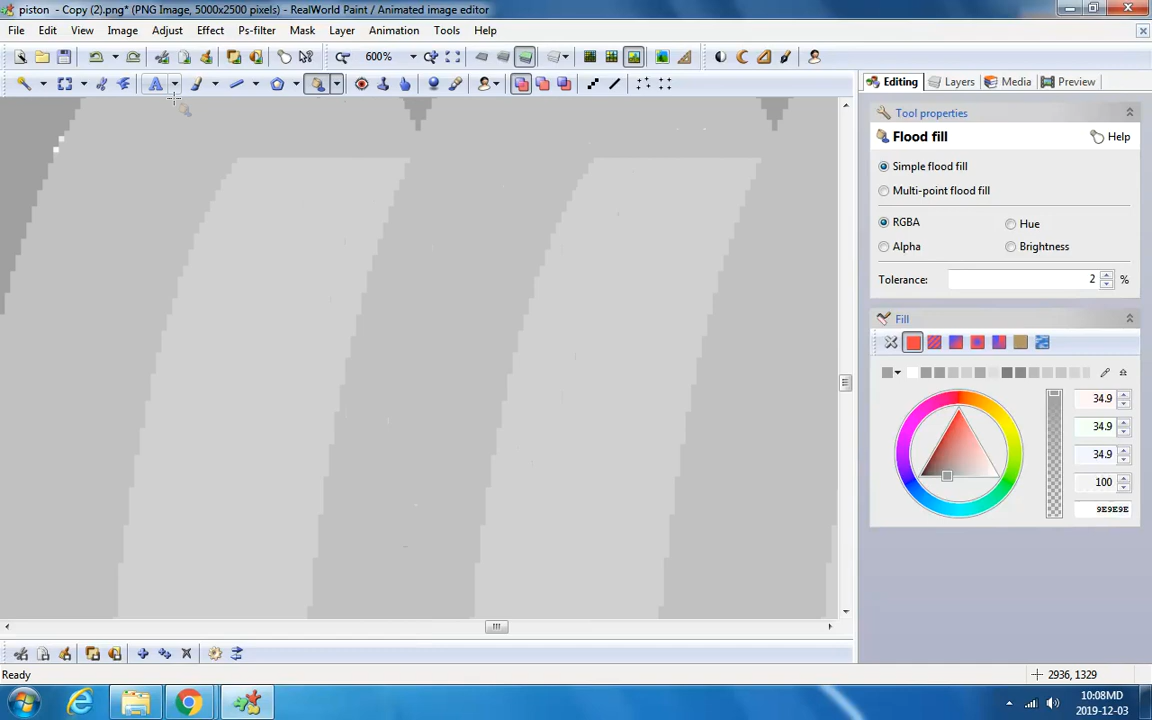 piston - Copy (2).png* (PNG Image, 5000x2500 pixels) - RealWorld Paint / Animated image editor
File Edit View Image Adjust Effect Ps-filter Mask Layer Animation Tools Help
600%
Editing Layers Media Preview
Tool properties
Flood fill Help
Simple flood fill
Multi-point flood fill
RGBA Hue
Alpha Brightness
Tolerance: 2 %
Fill
34.9
34.9
34.9
100
9E9E9E
Ready 2936, 1329
10:08MD
2019-12-03